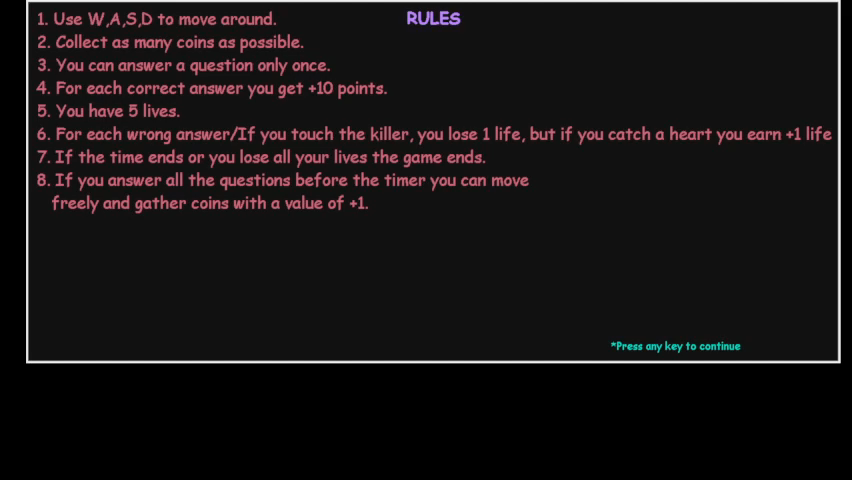 RULES
1. Use W,A,S,D to move around.
2. Collect as many coins as possible.
3. You can answer a question only once.
4. For each correct answer you get +10 points.
5. You have 5 lives.
6. For each wrong answer/If you touch the killer, you lose 1 life, but if you catch a heart you earn +1 life
7. If the time ends or you lose all your lives the game ends.
8. If you answer all the questions before the timer you can move
freely and gather coins with a value of +1.
*Press any key to continue